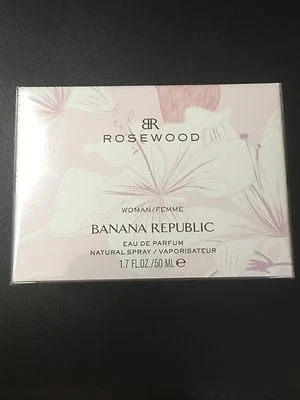 BR
ROSEWOOD
WOMAN/FEMME
BANANA REPUBLIC
EAU DE PARFUM
NATURAL SPRAY / VAPORISATEUR
1.7 FL.OZ./50 ML ℮